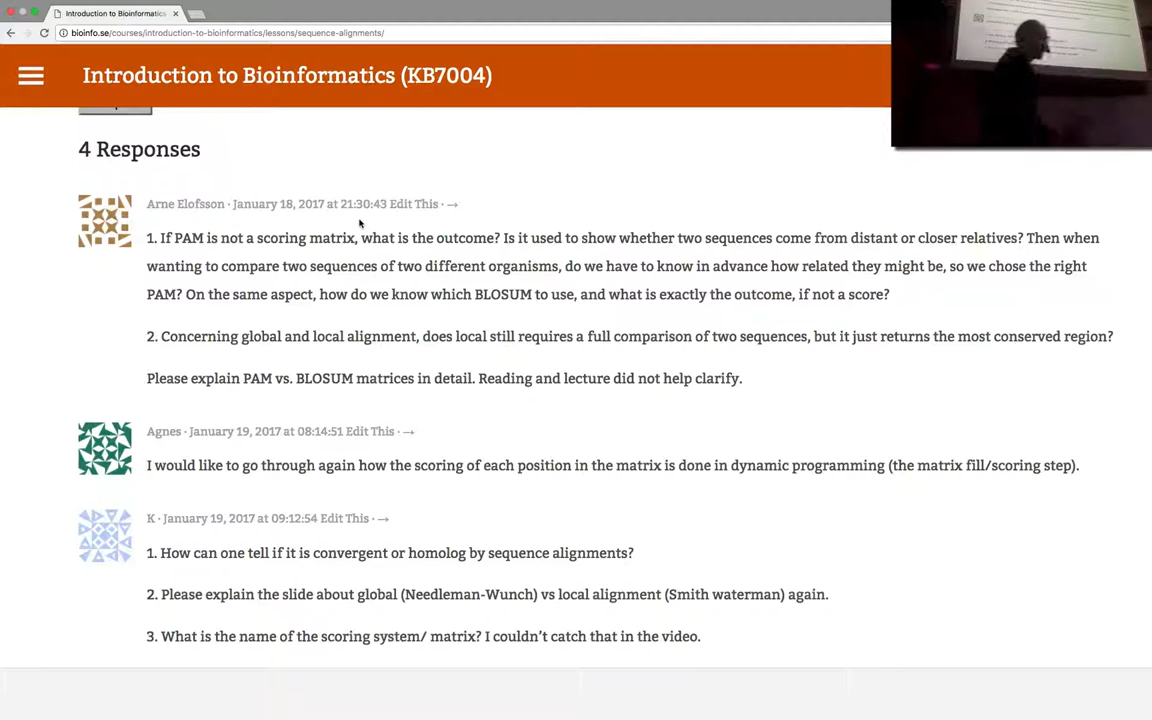 Introduction to Bioinformatics
bioinfo.se/courses/introduction-to-bioinformatics/lessons/sequence-alignments/
Introduction to Bioinformatics (KB7004)
4 Responses
Arne Elofsson · January 18, 2017 at 21:30:43 Edit This · →
1. If PAM is not a scoring matrix, what is the outcome? Is it used to show whether two sequences come from distant or closer relatives? Then when
wanting to compare two sequences of two different organisms, do we have to know in advance how related they might be, so we chose the right
PAM? On the same aspect, how do we know which BLOSUM to use, and what is exactly the outcome, if not a score?
2. Concerning global and local alignment, does local still requires a full comparison of two sequences, but it just returns the most conserved region?
Please explain PAM vs. BLOSUM matrices in detail. Reading and lecture did not help clarify.
Agnes · January 19, 2017 at 08:14:51 Edit This · →
I would like to go through again how the scoring of each position in the matrix is done in dynamic programming (the matrix fill/scoring step).
K · January 19, 2017 at 09:12:54 Edit This · →
1. How can one tell if it is convergent or homolog by sequence alignments?
2. Please explain the slide about global (Needleman-Wunch) vs local alignment (Smith waterman) again.
3. What is the name of the scoring system/ matrix? I couldn't catch that in the video.